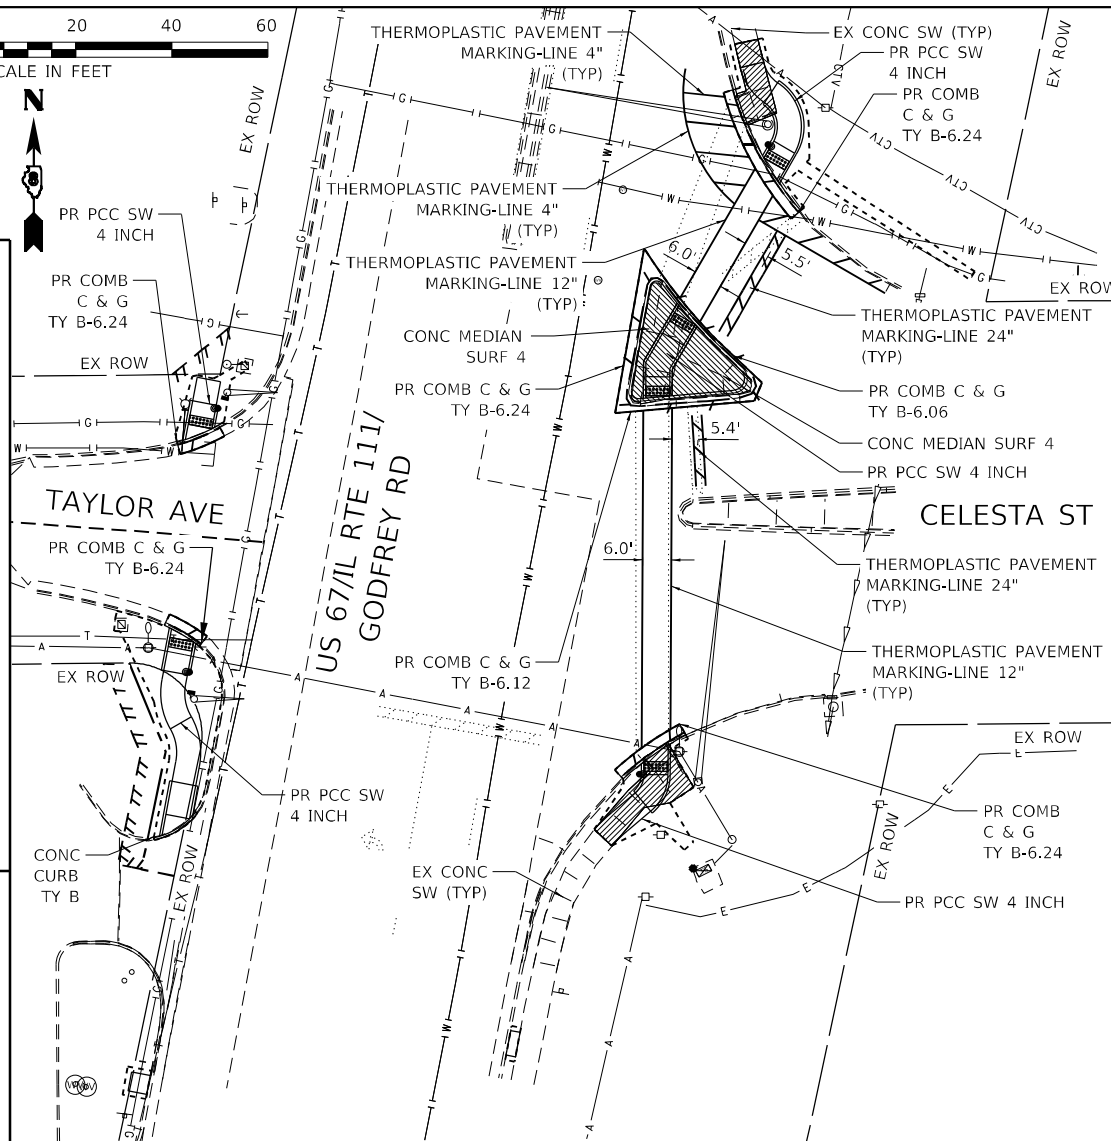 20 40 60
SCALE IN FEET
N
8
THERMOPLASTIC PAVEMENT
MARKING-LINE 4"
(TYP)
EX CONC SW (TYP)
PR PCC SW
4 INCH
PR COMB
C & G
TY B-6.24
EX ROW
EX ROW
PR PCC SW
4 INCH
THERMOPLASTIC PAVEMENT
MARKING-LINE 4"
(TYP)
PR COMB
C & G
TY B-6.24
THERMOPLASTIC PAVEMENT
MARKING-LINE 12"
(TYP)
6.0'
5.5'
EX ROW
CTV
CTV
CTV
CTV
EX ROW
CONC MEDIAN
SURF 4
THERMOPLASTIC PAVEMENT
MARKING-LINE 24"
(TYP)
PR COMB C & G
TY B-6.24
PR COMB C & G
TY B-6.06
5.4'
CONC MEDIAN SURF 4
PR PCC SW 4 INCH
TAYLOR AVE
US 67/IL RTE 111/
GODFREY RD
CELESTA ST
PR COMB C & G
TY B-6.24
6.0'
THERMOPLASTIC PAVEMENT
MARKING-LINE 24"
(TYP)
EX ROW
PR COMB C & G
TY B-6.12
THERMOPLASTIC PAVEMENT
MARKING-LINE 12"
(TYP)
EX ROW
PR PCC SW
4 INCH
PR COMB
C & G
TY B-6.24
CONC
CURB
TY B
EX ROW
EX CONC
SW (TYP)
EX ROW
PR PCC SW 4 INCH